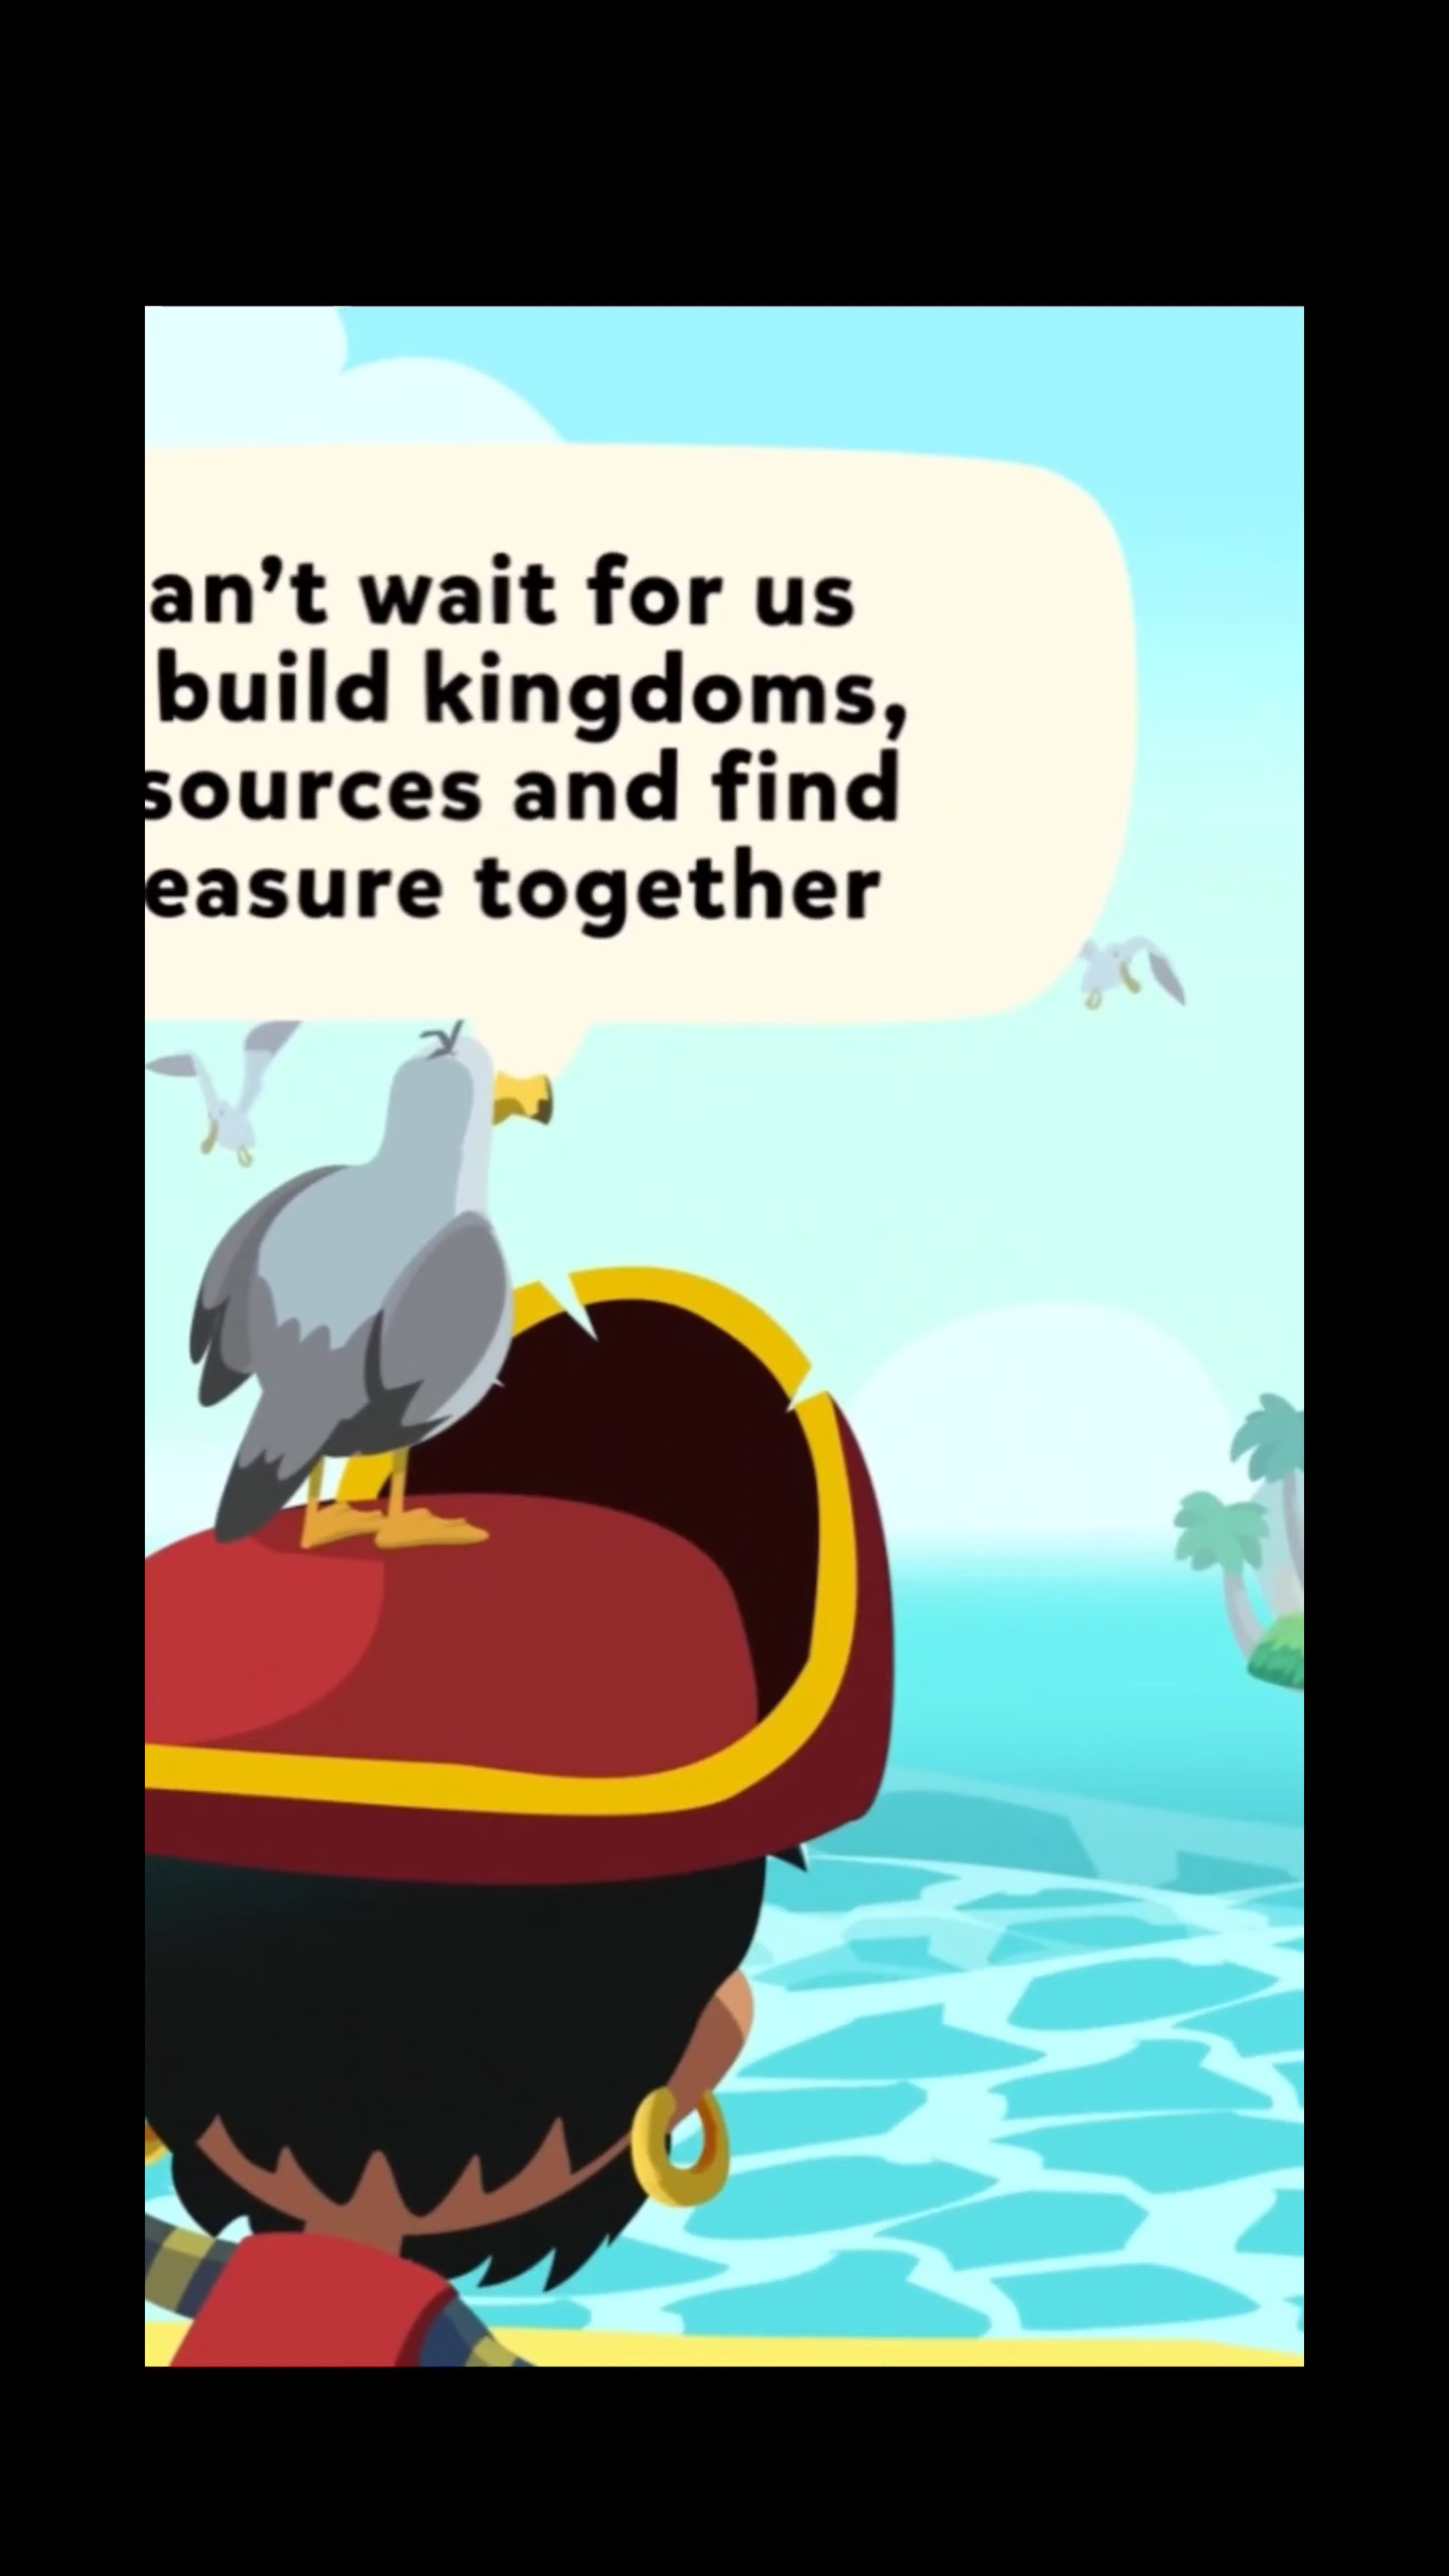 an't wait for us
build kingdoms,
sources and find
easure together